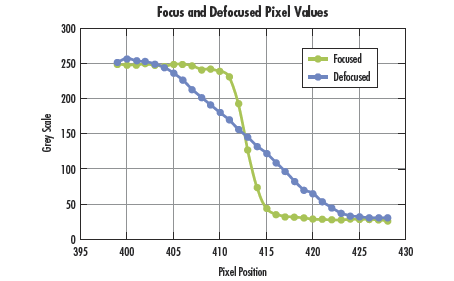 Focus and Defocused Pixel Values
300
250
200
150
100
50
0
Grey Scale
Focused
Defocused
395 400 405 410 415 420 425 430
Pixel Position